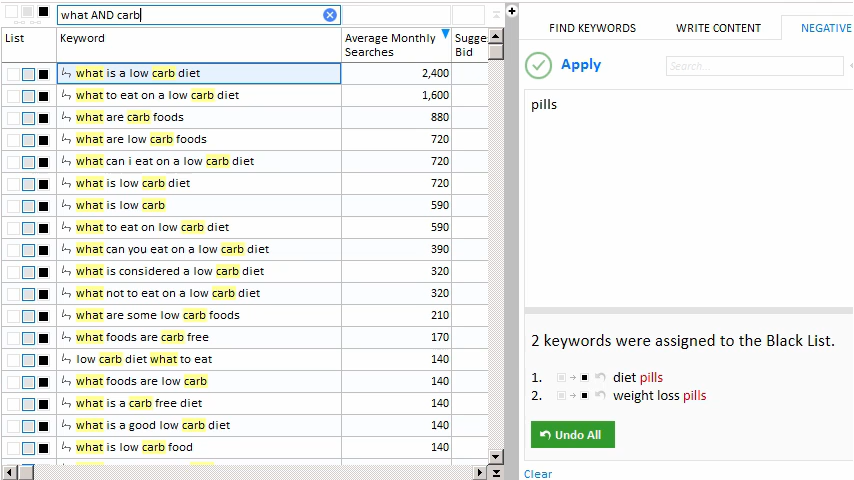 what AND carb
List Keyword Average Monthly Searches Sugge Bid
what is a low carb diet 2,400
what to eat on a low carb diet 1,600
what are carb foods 880
what are low carb foods 720
what can i eat on a low carb diet 720
what is low carb diet 720
what is low carb 590
what to eat on low carb diet 590
what can you eat on a low carb diet 390
what is considered a low carb diet 320
what not to eat on a low carb diet 320
what are some low carb foods 210
what foods are carb free 170
low carb diet what to eat 140
what foods are low carb 140
what is a carb free diet 140
what is a good low carb diet 140
what is low carb food 140
FIND KEYWORDS WRITE CONTENT NEGATIVE
Apply Search...
pills
2 keywords were assigned to the Black List.
1. diet pills
2. weight loss pills
Undo All
Clear